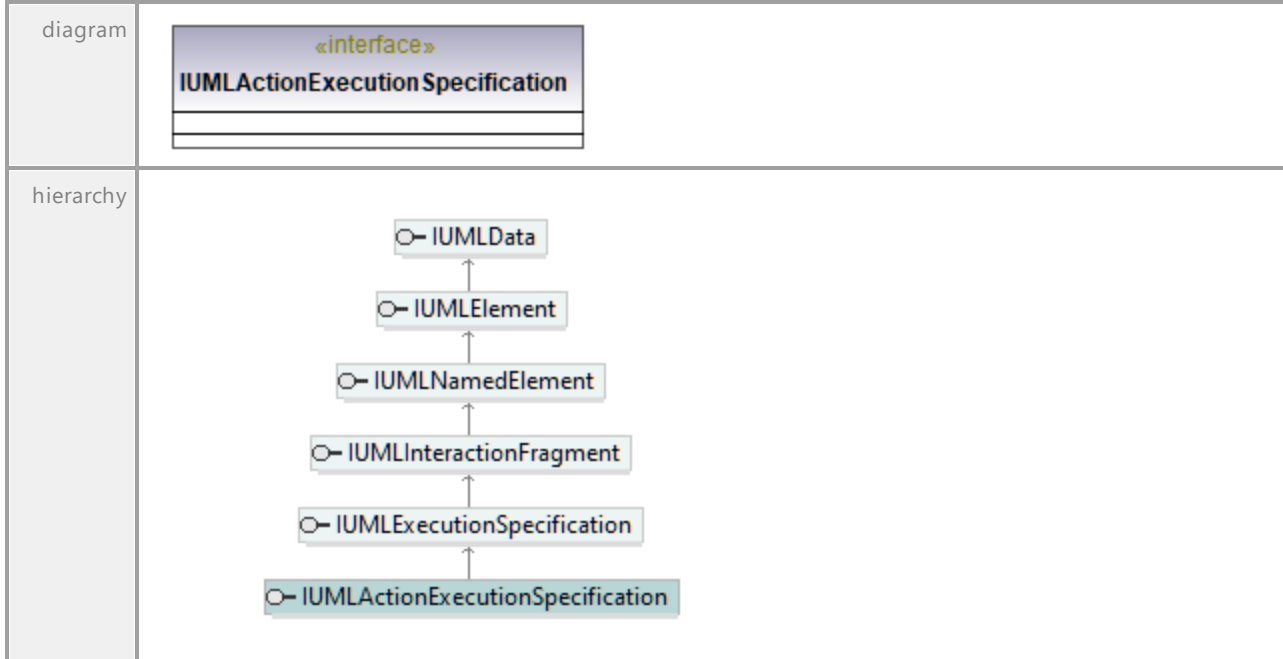 diagram
«interface»
IUMLActionExecutionSpecification
hierarchy
IUMLData
IUMLElement
IUMLNamedElement
IUMLInteractionFragment
IUMLExecutionSpecification
IUMLActionExecutionSpecification